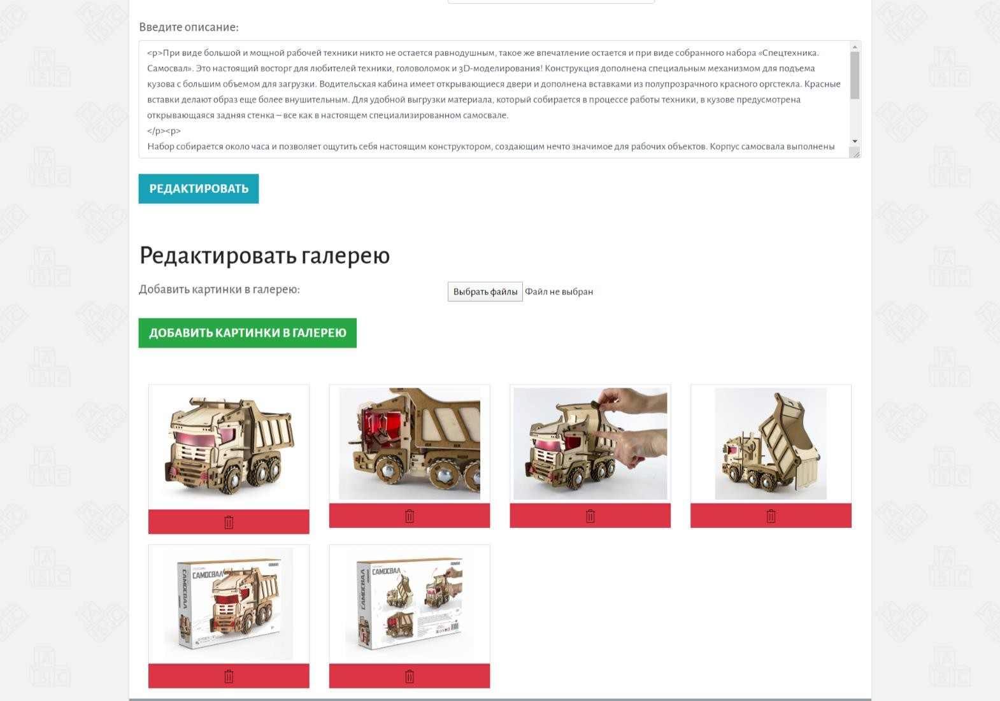 Введите описание:
<p>При виде большой и мощной рабочей техники никто не остается равнодушным, такое же впечатление остается и при виде собранного набора «Спецтехника.
Самосвал». Это настоящий восторг для любителей техники, головоломок и 3D-моделирования! Конструкция дополнена специальным механизмом для подъема
кузова с большим объемом для загрузки. Водительская кабина имеет открывающиеся двери и дополнена вставками из полупрозрачного красного оргстекла. Красные
вставки делают образ еще более внушительным. Для удобной выгрузки материала, который собирается в процессе работы техники, в кузове предусмотрена
открывающаяся задняя стенка – все как в настоящем специализированном самосвале.
</p><p>
Набор собирается около часа и позволяет ощутить себя настоящим конструктором, создающим нечто значимое для рабочих объектов. Корпус самосвала выполнены
РЕДАКТИРОВАТЬ
Редактировать галерею
Добавить картинки в галерею:
Выбрать файлы Файл не выбран
ДОБАВИТЬ КАРТИНКИ В ГАЛЕРЕЮ
САМОСВАЛ
САМОСВАЛ
САМОСВАЛ
САМОСВАЛ